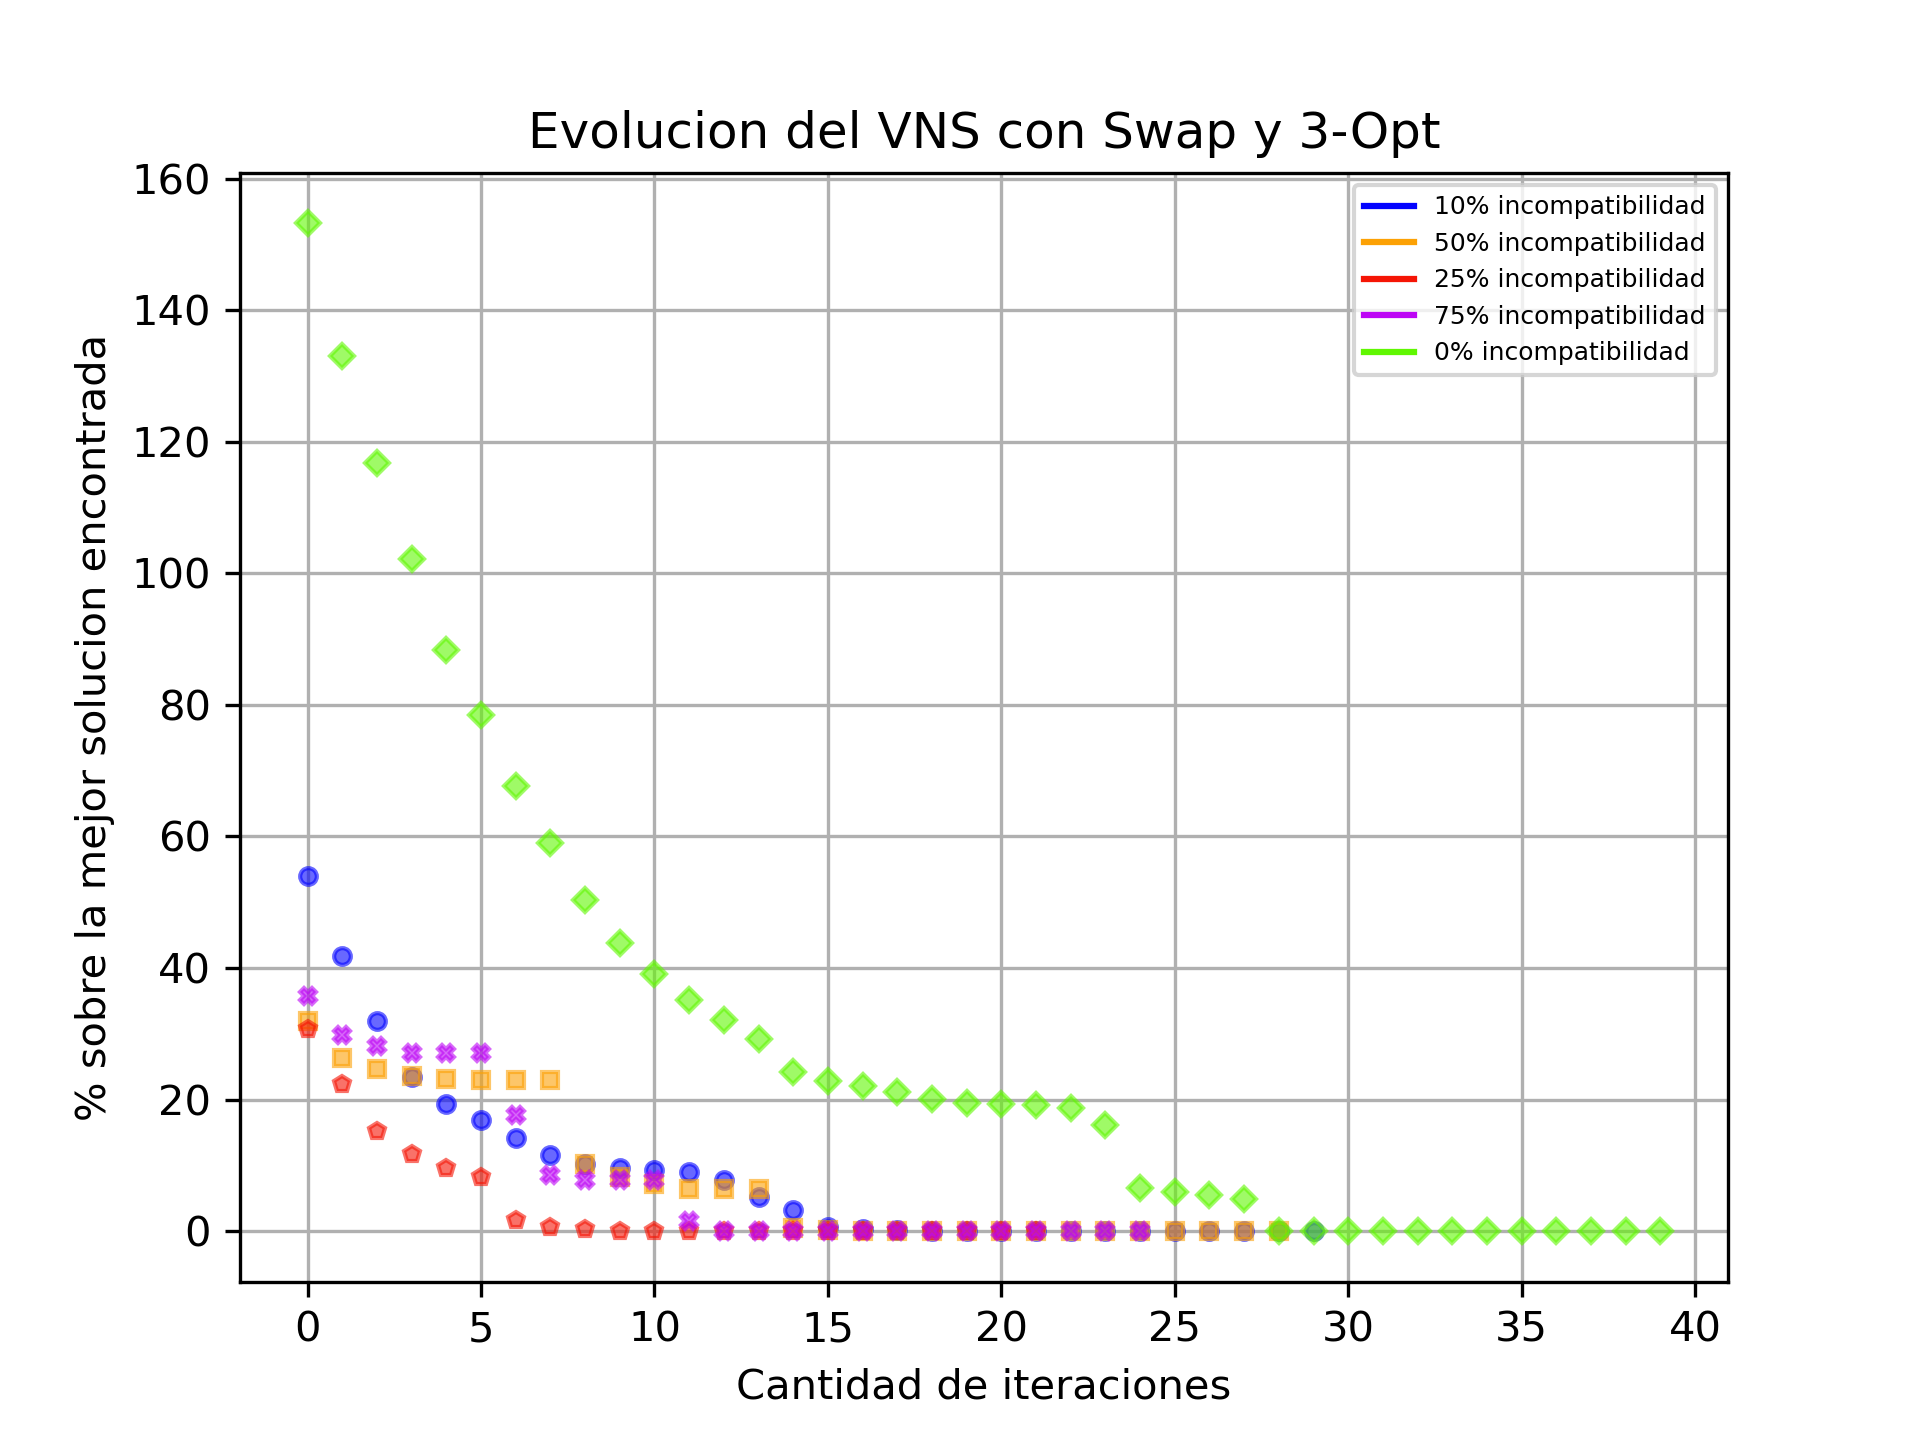 Evolucion del VNS con Swap y 3-Opt
% sobre la mejor solucion encontrada
160
140
120
100
80
60
40
20
0
10% incompatibilidad
50% incompatibilidad
25% incompatibilidad
75% incompatibilidad
0% incompatibilidad
0 5 10 15 20 25 30 35 40
Cantidad de iteraciones